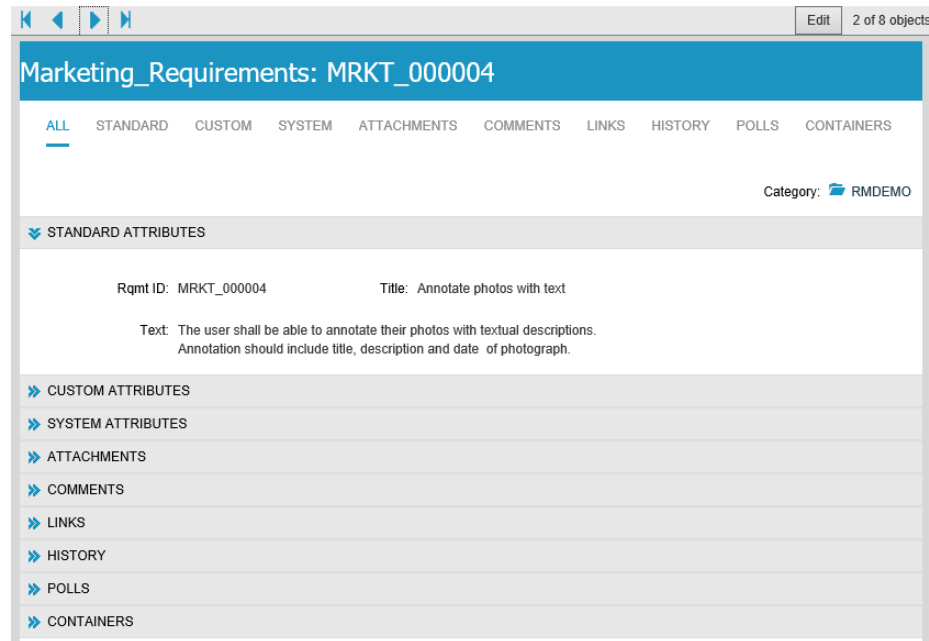 Edit 2 of 8 objects
Marketing_Requirements: MRKT_000004
ALL STANDARD CUSTOM SYSTEM ATTACHMENTS COMMENTS LINKS HISTORY POLLS CONTAINERS
Category: RMDEMO
STANDARD ATTRIBUTES
Rqmt ID: MRKT_000004 Title: Annotate photos with text
Text: The user shall be able to annotate their photos with textual descriptions.
Annotation should include title, description and date of photograph.
CUSTOM ATTRIBUTES
SYSTEM ATTRIBUTES
ATTACHMENTS
COMMENTS
LINKS
HISTORY
POLLS
CONTAINERS